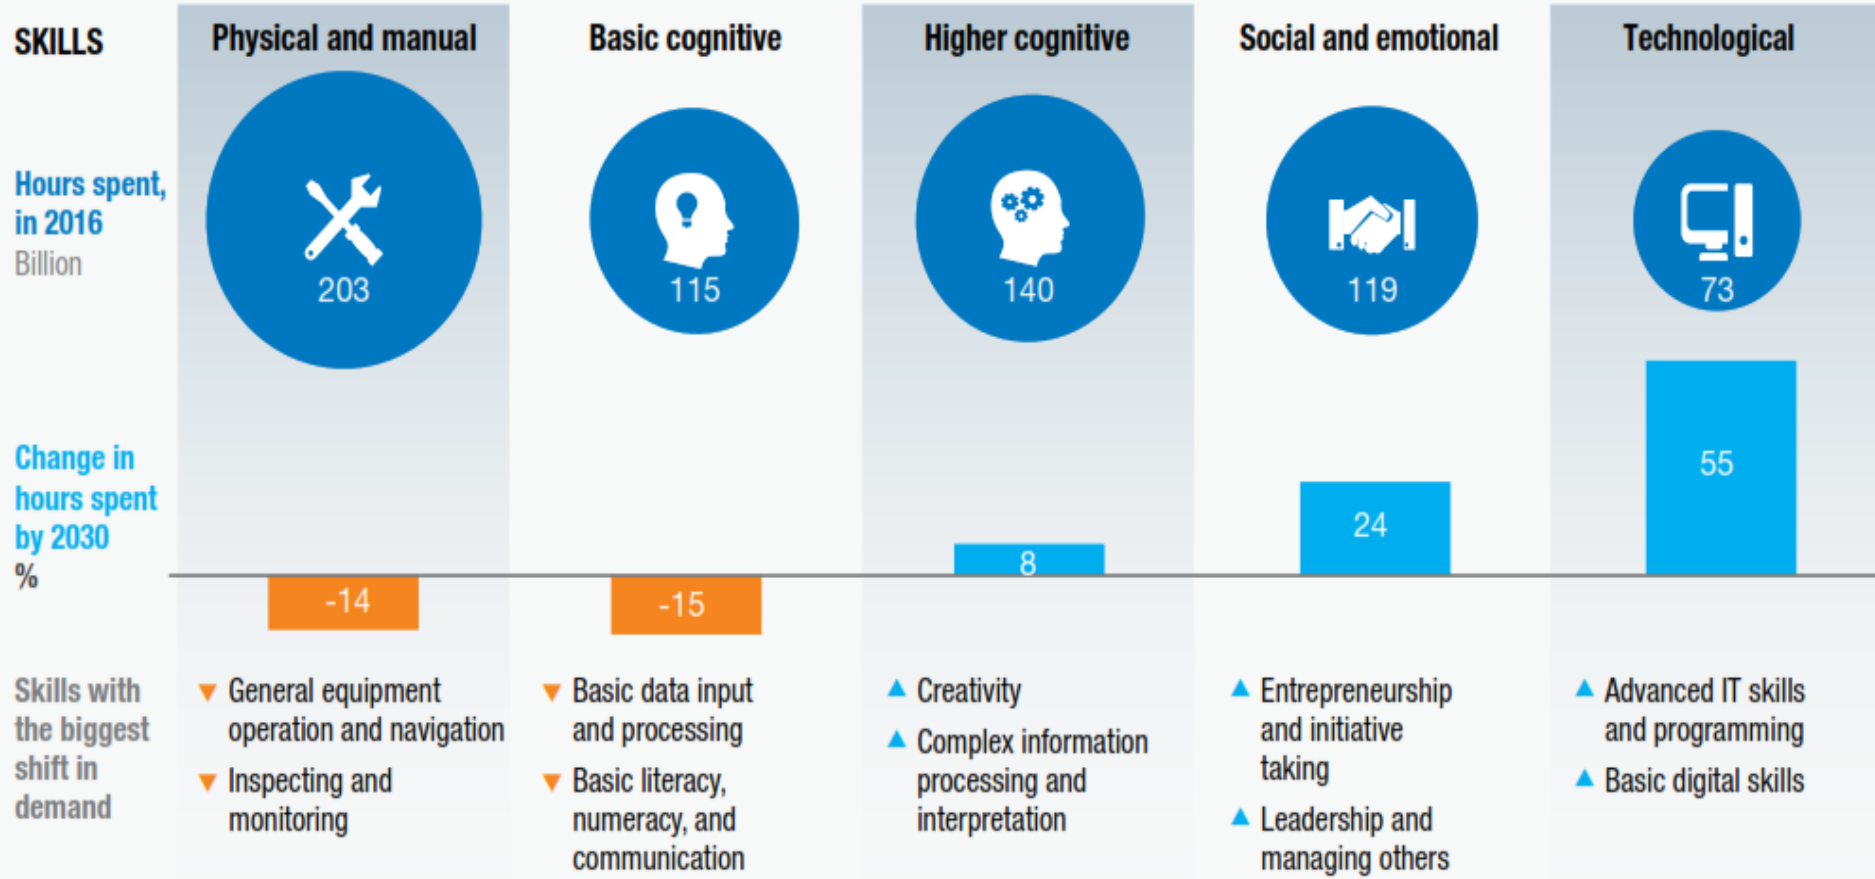 SKILLS
Physical and manual
Basic cognitive
Higher cognitive
Social and emotional
Technological
Hours spent,
in 2016
Billion
203
115
140
119
73
Change in
hours spent
by 2030
%
-14
-15
8
24
55
Skills with
the biggest
shift in
demand
General equipment
operation and navigation
Inspecting and
monitoring
Basic data input
and processing
Basic literacy,
numeracy, and
communication
Creativity
Complex information
processing and
interpretation
Entrepreneurship
and initiative
taking
Leadership and
managing others
Advanced IT skills
and programming
Basic digital skills